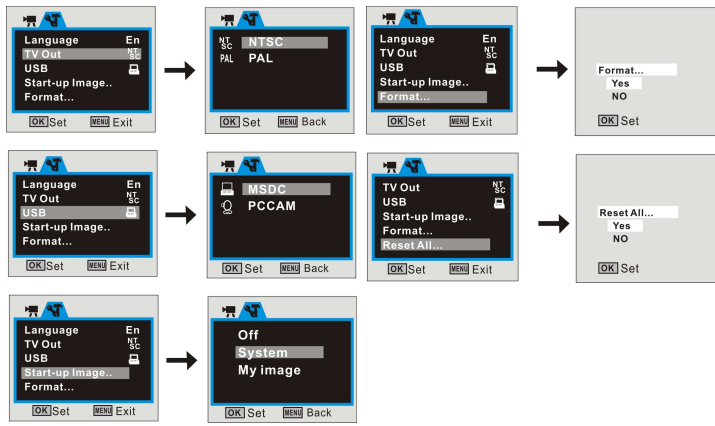 Language En
TV Out NT SC
USB
Start-up Image..
Format...
OK Set MENU Exit
NT SC NTSC
PAL PAL
OK Set MENU Back
Language En
TV Out NT SC
USB
Start-up Image..
Format...
OK Set MENU Exit
Format...
Yes
NO
OK Set
Language En
TV Out NT SC
USB
Start-up Image..
Format...
OK Set MENU Exit
MSDC
PCCAM
OK Set MENU Back
TV Out NT SC
USB
Start-up Image..
Format...
Reset All...
OK Set MENU Exit
Reset All...
Yes
NO
OK Set
Language En
TV Out NT SC
USB
Start-up Image..
Format...
OK Set MENU Exit
Off
System
My image
OK Set MENU Back